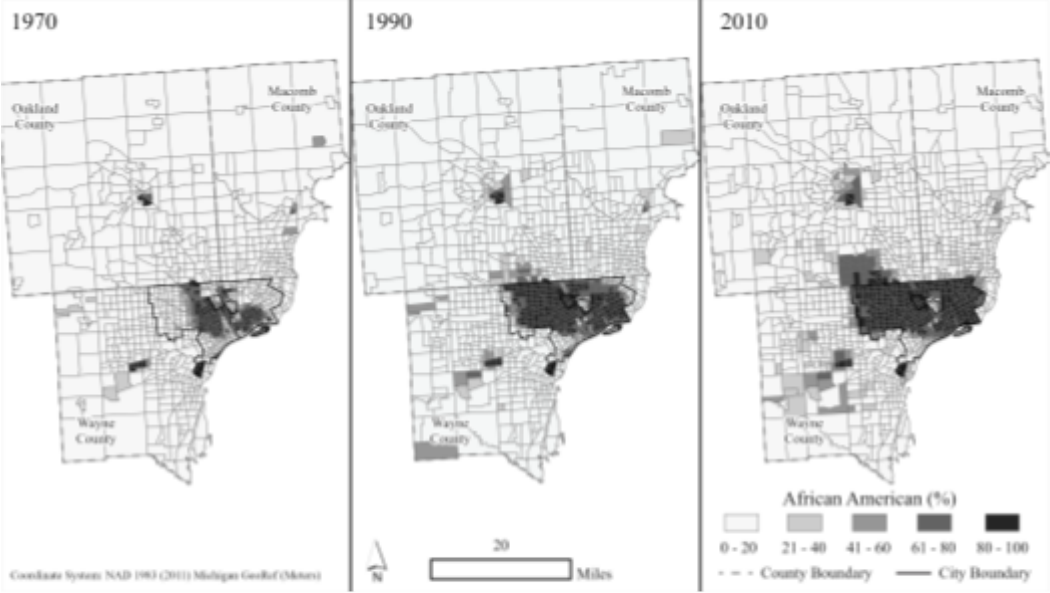 1970
1990
2010
Oakland
County
Macomb
County
Wayne
County
Oakland
County
Macomb
County
Wayne
County
Oakland
County
Macomb
County
Wayne
County
Coordinate System: NAD 1983 (2011) Michigan GeoRef (Meters)
N
20
Miles
African American (%)
0 - 20
21 - 40
41 - 60
61 - 80
80 - 100
County Boundary
City Boundary